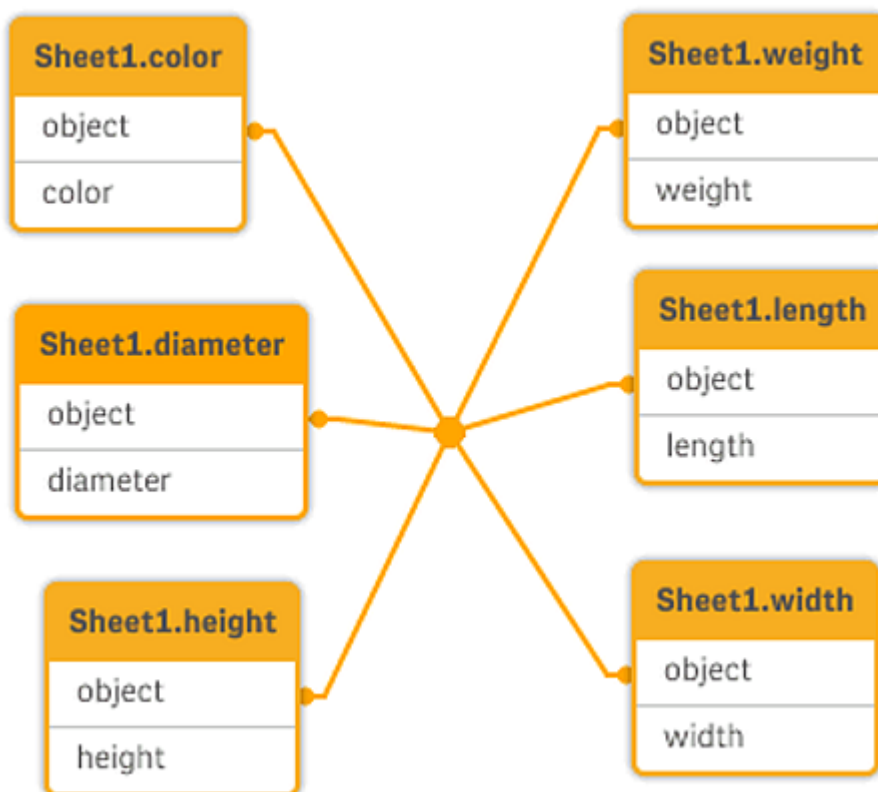 Sheet1.color
object
color
Sheet1.weight
object
weight
Sheet1.diameter
object
diameter
Sheet1.length
object
length
Sheet1.height
object
height
Sheet1.width
object
width